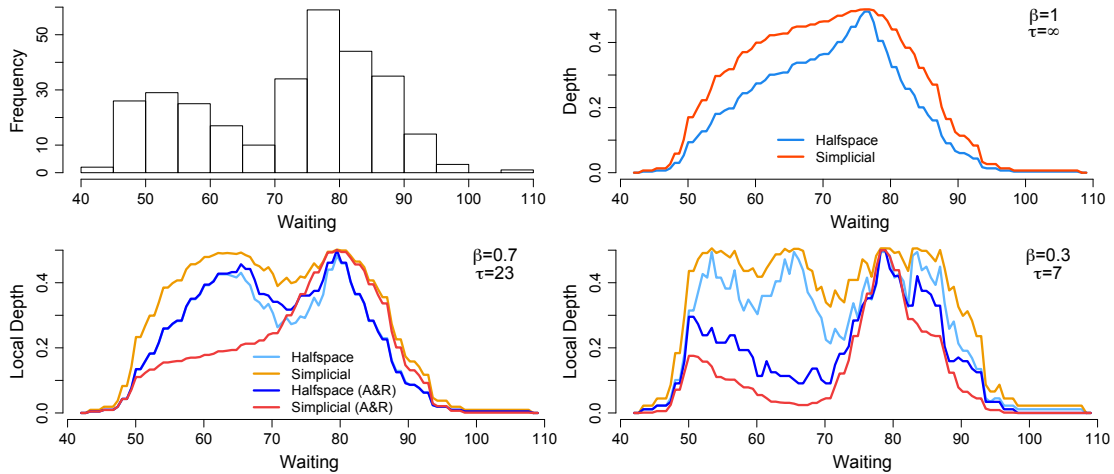 Frequency
0 10 30 50
40 50 60 70 80 90 100 110
Waiting
Depth
0.0 0.2 0.4
40 50 60 70 80 90 100 110
Waiting
β=1
τ=∞
Halfspace
Simplicial
Local Depth
0.0 0.2 0.4
40 50 60 70 80 90 100 110
Waiting
β=0.7
τ=23
Halfspace
Simplicial
Halfspace (A&R)
Simplicial (A&R)
Local Depth
0.0 0.2 0.4
40 50 60 70 80 90 100 110
Waiting
β=0.3
τ=7